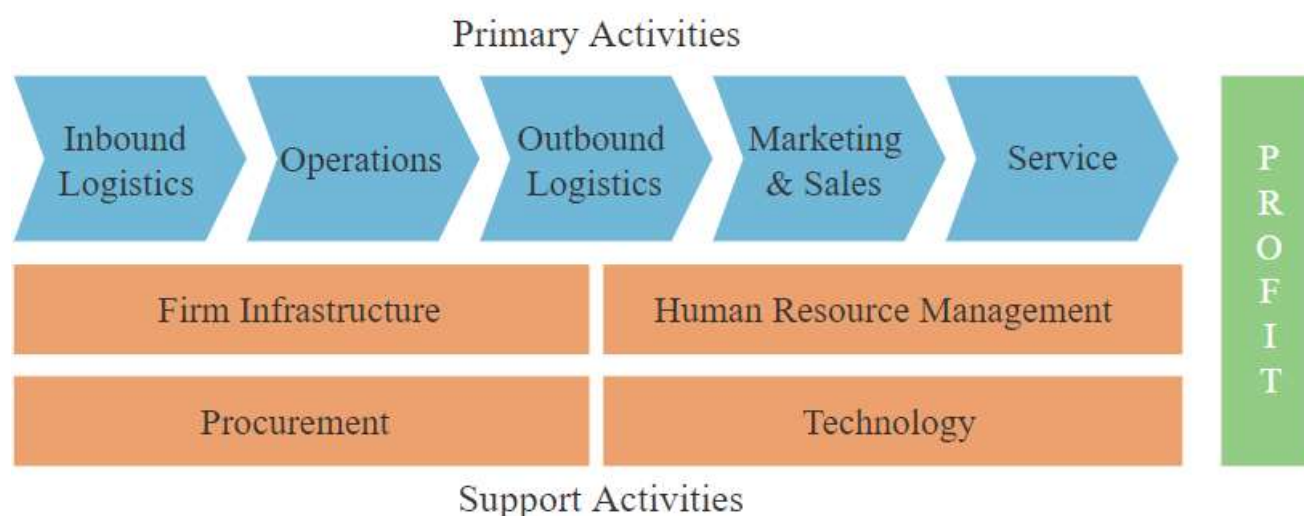 Primary Activities
Inbound
Logistics
Operations
Outbound
Logistics
Marketing
& Sales
Service
Firm Infrastructure
Human Resource Management
Procurement
Technology
Support Activities
P
R
O
F
I
T